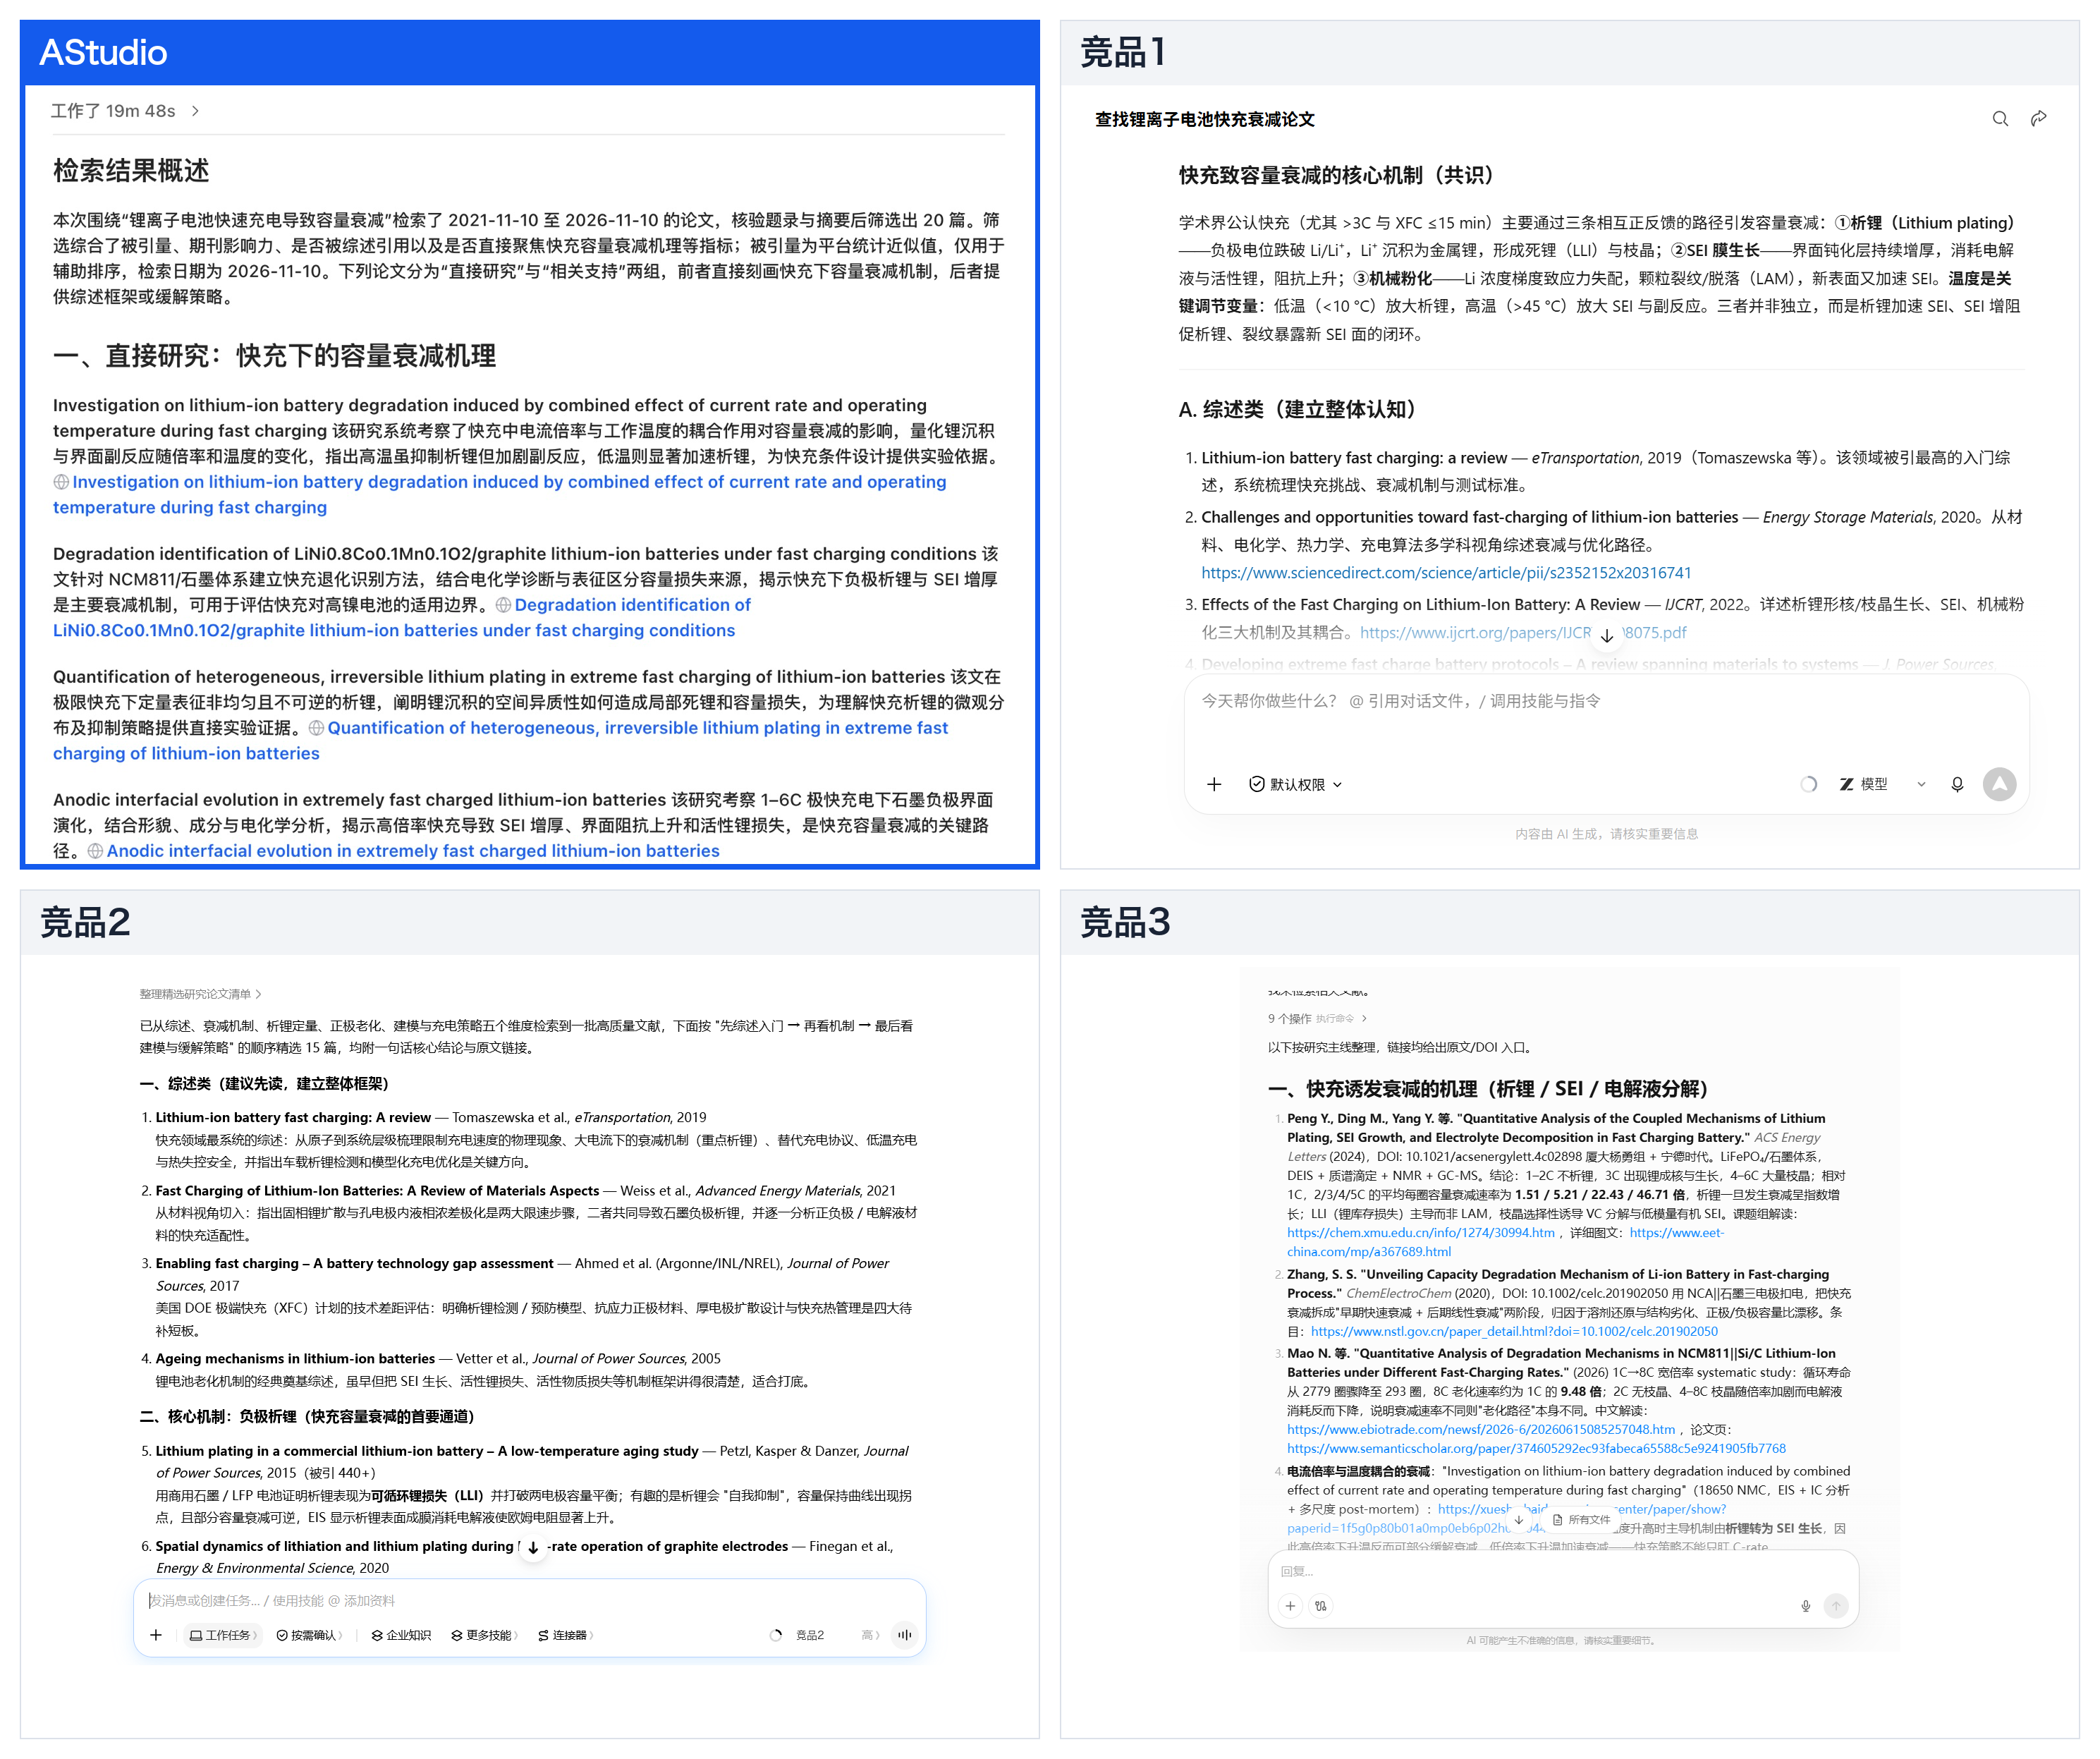 AStudio
工作了 19m 48s
检索结果概述
本次围绕“锂离子电池快速充电导致容量衰减”检索了 2021-11-10 至 2026-11-10 的论文，核验题录与摘要后筛选出 20 篇。筛
选综合了被引量、期刊影响力、是否被综述引用以及是否直接聚焦快充容量衰减机理等指标；被引量为平台统计近似值，仅用于
辅助排序，检索日期为 2026-11-10。下列论文分为“直接研究”与“相关支持”两组，前者直接刻画快充下容量衰减机制，后者提
供综述框架或缓解策略。
一、直接研究：快充下的容量衰减机理
Investigation on lithium-ion battery degradation induced by combined effect of current rate and operating
temperature during fast charging 该研究系统考察了快充中电流倍率与工作温度的耦合作用对容量衰减的影响，量化锂沉积
与界面副反应随倍率和温度的变化，指出高温虽抑制析锂但加剧副反应，低温则显著加速析锂，为快充条件设计提供实验依据。
Investigation on lithium-ion battery degradation induced by combined effect of current rate and operating
temperature during fast charging
Degradation identification of LiNi0.8Co0.1Mn0.1O2/graphite lithium-ion batteries under fast charging conditions 该
文针对 NCM811/石墨体系建立快充退化识别方法，结合电化学诊断与表征区分容量损失来源，揭示快充下负极析锂与 SEI 增厚
是主要衰减机制，可用于评估快充对高镍电池的适用边界。Degradation identification of
LiNi0.8Co0.1Mn0.1O2/graphite lithium-ion batteries under fast charging conditions
Quantification of heterogeneous, irreversible lithium plating in extreme fast charging of lithium-ion batteries 该文在
极限快充下定量表征非均匀且不可逆的析锂，阐明锂沉积的空间异质性如何造成局部死锂和容量损失，为理解快充析锂的微观分
布及抑制策略提供直接实验证据。Quantification of heterogeneous, irreversible lithium plating in extreme fast
charging of lithium-ion batteries
Anodic interfacial evolution in extremely fast charged lithium-ion batteries 该研究考察 1–6C 极快充电下石墨负极界面
演化，结合形貌、成分与电化学分析，揭示高倍率快充导致 SEI 增厚、界面阻抗上升和活性锂损失，是快充容量衰减的关键路
径。Anodic interfacial evolution in extremely fast charged lithium-ion batteries
竞品1
查找锂离子电池快充衰减论文
快充致容量衰减的核心机制（共识）
学术界公认快充（尤其 >3C 与 XFC ≤15 min）主要通过三条相互正反馈的路径引发容量衰减：①析锂（Lithium plating）
——负极电位跌破 Li/Li⁺，Li⁺ 沉积为金属锂，形成死锂（LLI）与枝晶；②SEI 膜生长——界面钝化层持续增厚，消耗电解
液与活性锂，阻抗上升；③机械粉化——Li 浓度梯度致应力失配，颗粒裂纹/脱落（LAM），新表面又加速 SEI。温度是关
键调节变量：低温（<10 °C）放大析锂，高温（>45 °C）放大 SEI 与副反应。三者并非独立，而是析锂加速 SEI、SEI 增阻
促析锂、裂纹暴露新 SEI 面的闭环。
A. 综述类（建立整体认知）
1. Lithium-ion battery fast charging: a review — eTransportation, 2019（Tomaszewska 等）。该领域被引最高的入门综
述，系统梳理快充挑战、衰减机制与测试标准。
2. Challenges and opportunities toward fast-charging of lithium-ion batteries — Energy Storage Materials, 2020。从材
料、电化学、热力学、充电算法多学科视角综述衰减与优化路径。
https://www.sciencedirect.com/science/article/pii/s2352152x20316741
3. Effects of the Fast Charging on Lithium-Ion Battery: A Review — IJCRT, 2022。详述析锂形核/枝晶生长、SEI、机械粉
化三大机制及其耦合。https://www.ijcrt.org/papers/IJCR 8075.pdf
4. Developing extreme fast charge battery protocols – A review spanning materials to systems — J. Power Sources,
今天帮你做些什么？ @ 引用对话文件，/ 调用技能与指令
默认权限
模型
内容由 AI 生成，请核实重要信息
竞品2
整理精选研究论文清单
已从综述、衰减机制、析锂定量、正极老化、建模与充电策略五个维度检索到一批高质量文献，下面按 "先综述入门 → 再看机制 → 最后看
建模与缓解策略" 的顺序精选 15 篇，均附一句话核心结论与原文链接。
一、综述类（建议先读，建立整体框架）
1. Lithium-ion battery fast charging: A review — Tomaszewska et al., eTransportation, 2019
快充领域最系统的综述：从原子到系统层级梳理限制充电速度的物理现象、大电流下的衰减机制（重点析锂）、替代充电协议、低温充电
与热失控安全，并指出车载析锂检测和模型化充电优化是关键方向。
2. Fast Charging of Lithium-Ion Batteries: A Review of Materials Aspects — Weiss et al., Advanced Energy Materials, 2021
从材料视角切入：指出固相锂扩散与孔电极内液相浓差极化是两大限速步骤，二者共同导致石墨负极析锂，并逐一分析正负极 / 电解液材
料的快充适配性。
3. Enabling fast charging – A battery technology gap assessment — Ahmed et al. (Argonne/INL/NREL), Journal of Power
Sources, 2017
美国 DOE 极端快充（XFC）计划的技术差距评估：明确析锂检测 / 预防模型、抗应力正极材料、厚电极扩散设计与快充热管理是四大待
补短板。
4. Ageing mechanisms in lithium-ion batteries — Vetter et al., Journal of Power Sources, 2005
锂电池老化机制的经典奠基综述，虽早但把 SEI 生长、活性锂损失、活性物质损失等机制框架讲得很清楚，适合打底。
二、核心机制：负极析锂（快充容量衰减的首要通道）
5. Lithium plating in a commercial lithium-ion battery – A low-temperature aging study — Petzl, Kasper & Danzer, Journal
of Power Sources, 2015（被引 440+）
用商用石墨 / LFP 电池证明析锂表现为可循环锂损失（LLI）并打破两电极容量平衡；有趣的是析锂会 "自我抑制"，容量保持曲线出现拐
点，且部分容量衰减可逆，EIS 显示析锂表面成膜消耗电解液使欧姆电阻显著上升。
6. Spatial dynamics of lithiation and lithium plating during -rate operation of graphite electrodes — Finegan et al.,
Energy & Environmental Science, 2020
发消息或创建任务... / 使用技能 @ 添加资料
工作任务
按需确认
企业知识
更多技能
连接器
竞品2
高
竞品3
9 个操作 执行命令
以下按研究主线整理，链接均给出原文/DOI 入口。
一、快充诱发衰减的机理（析锂 / SEI / 电解液分解）
1. Peng Y., Ding M., Yang Y. 等. "Quantitative Analysis of the Coupled Mechanisms of Lithium
Plating, SEI Growth, and Electrolyte Decomposition in Fast Charging Battery." ACS Energy
Letters (2024)，DOI: 10.1021/acsenergylett.4c02898 厦大杨勇组 + 宁德时代。LiFePO₄/石墨体系，
DEIS + 质谱滴定 + NMR + GC-MS。结论：1–2C 不析锂，3C 出现锂成核与生长，4–6C 大量枝晶；相对
1C，2/3/4/5C 的平均每圈容量衰减速率为 1.51 / 5.21 / 22.43 / 46.71 倍，析锂一旦发生衰减呈指数增
长；LLI（锂库存损失）主导而非 LAM，枝晶选择性诱导 VC 分解与低模量有机 SEI。课题组解读：
https://chem.xmu.edu.cn/info/1274/30994.htm ，详细图文：https://www.eet-
china.com/mp/a367689.html
2. Zhang, S. S. "Unveiling Capacity Degradation Mechanism of Li-ion Battery in Fast-charging
Process." ChemElectroChem (2020)，DOI: 10.1002/celc.201902050 用 NCA||石墨三电极扣电，把快充
衰减拆成"早期快速衰减 + 后期线性衰减"两阶段，归因于溶剂还原与结构劣化、正极/负极容量比漂移。条
目：https://www.nstl.gov.cn/paper_detail.html?doi=10.1002/celc.201902050
3. Mao N. 等. "Quantitative Analysis of Degradation Mechanisms in NCM811||Si/C Lithium-Ion
Batteries under Different Fast-Charging Rates." (2026) 1C→8C 宽倍率 systematic study：循环寿命
从 2779 圈骤降至 293 圈，8C 老化速率约为 1C 的 9.48 倍；2C 无枝晶、4–8C 枝晶随倍率加剧而电解液
消耗反而下降，说明衰减速率不同则"老化路径"本身不同。中文解读：
https://www.ebiotrade.com/newsf/2026-6/20260615085257048.htm ，论文页：
https://www.semanticscholar.org/paper/374605292ec93fabeca65588c5e9241905fb7768
4. 电流倍率与温度耦合的衰减："Investigation on lithium-ion battery degradation induced by combined
effect of current rate and operating temperature during fast charging"（18650 NMC，EIS + IC 分析
+ 多尺度 post-mortem）：
所有文件
度升高时主导机制由析锂转为 SEI 生长，因
此高倍率下升温反而可部分缓解衰减，低倍率下升温加速衰减——快充策略不能只盯 C-rate
回复...
AI 可能产生不准确的信息，请核实重要细节。